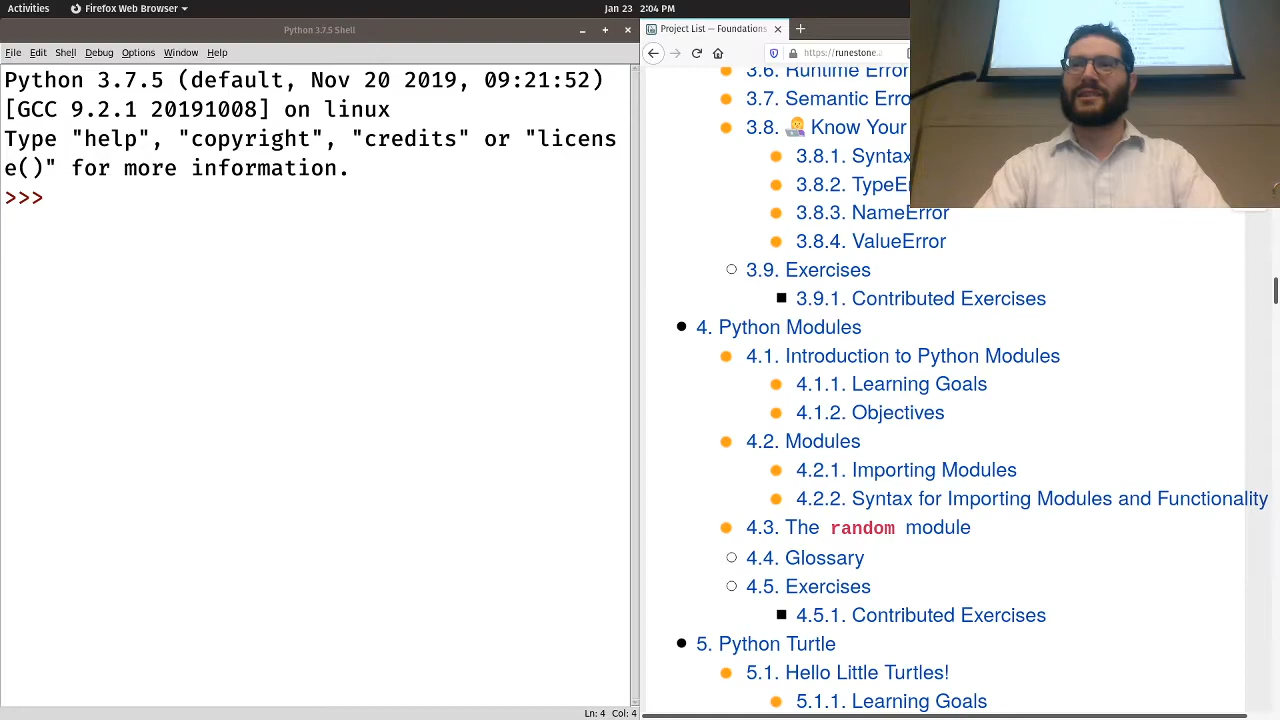 Activities
Firefox Web Browser
Jan 23 2:04 PM
Python 3.7.5 Shell
File Edit Shell Debug Options Window Help
Python 3.7.5 (default, Nov 20 2019, 09:21:52)
[GCC 9.2.1 20191008] on linux
Type "help", "copyright", "credits" or "licens
e()" for more information.
>>>
Ln: 4 Col: 4
Project List — Foundations
https://runestone.a
3.6. Runtime Error
3.7. Semantic Erro
3.8. Know Your
3.8.1. Syntax
3.8.2. TypeE
3.8.3. NameError
3.8.4. ValueError
3.9. Exercises
3.9.1. Contributed Exercises
4. Python Modules
4.1. Introduction to Python Modules
4.1.1. Learning Goals
4.1.2. Objectives
4.2. Modules
4.2.1. Importing Modules
4.2.2. Syntax for Importing Modules and Functionality
4.3. The random module
4.4. Glossary
4.5. Exercises
4.5.1. Contributed Exercises
5. Python Turtle
5.1. Hello Little Turtles!
5.1.1. Learning Goals